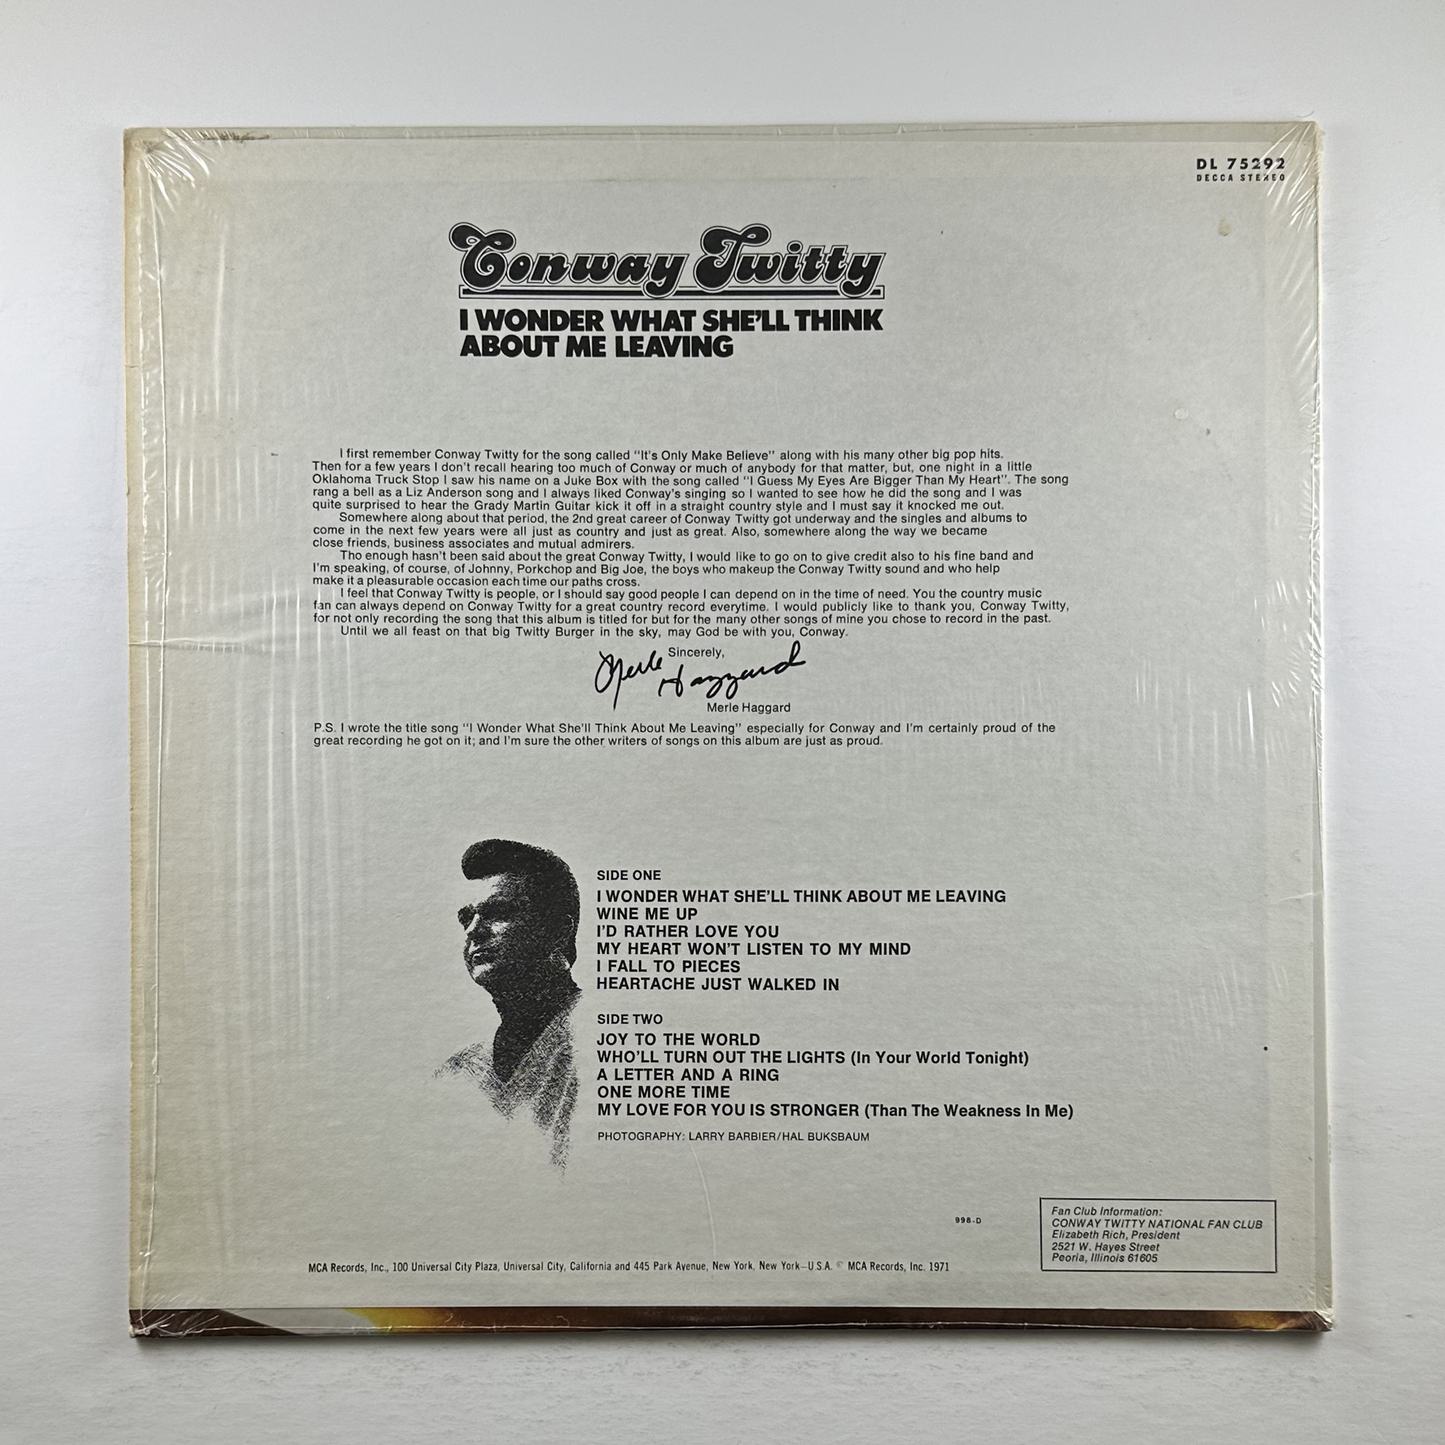 DL 75292
DECCA STEREO
Conway Twitty
I WONDER WHAT SHE'LL THINK
ABOUT ME LEAVING
I first remember Conway Twitty for the song called "It's Only Make Believe" along with his many other big pop hits.
Then for a few years I don't recall hearing too much of Conway or much of anybody for that matter, but, one night in a little
Oklahoma Truck Stop I saw his name on a Juke Box with the song called "I Guess My Eyes Are Bigger Than My Heart". The song
rang a bell as a Liz Anderson song and I always liked Conway's singing so I wanted to see how he did the song and I was
quite surprised to hear the Grady Martin Guitar kick it off in a straight country style and I must say it knocked me out.
Somewhere along about that period, the 2nd great career of Conway Twitty got underway and the singles and albums to
come in the next few years were all just as country and just as great. Also, somewhere along the way we became
close friends, business associates and mutual admirers.
Tho enough hasn't been said about the great Conway Twitty, I would like to go on to give credit also to his fine band and
I'm speaking, of course, of Johnny, Porkchop and Big Joe, the boys who makeup the Conway Twitty sound and who help
make it a pleasurable occasion each time our paths cross.
I feel that Conway Twitty is people, or I should say good people I can depend on in the time of need. You the country music
fan can always depend on Conway Twitty for a great country record everytime. I would publicly like to thank you, Conway Twitty,
for not only recording the song that this album is titled for but for the many other songs of mine you chose to record in the past.
Until we all feast on that big Twitty Burger in the sky, may God be with you, Conway.
Sincerely,
Merle Haggard
Merle Haggard
P.S. I wrote the title song "I Wonder What She'll Think About Me Leaving" especially for Conway and I'm certainly proud of the
great recording he got on it; and I'm sure the other writers of songs on this album are just as proud.
SIDE ONE
I WONDER WHAT SHE'LL THINK ABOUT ME LEAVING
WINE ME UP
I'D RATHER LOVE YOU
MY HEART WON'T LISTEN TO MY MIND
I FALL TO PIECES
HEARTACHE JUST WALKED IN
SIDE TWO
JOY TO THE WORLD
WHO'LL TURN OUT THE LIGHTS (In Your World Tonight)
A LETTER AND A RING
ONE MORE TIME
MY LOVE FOR YOU IS STRONGER (Than The Weakness In Me)
PHOTOGRAPHY: LARRY BARBIER/HAL BUKSBAUM
998-D
Fan Club Information:
CONWAY TWITTY NATIONAL FAN CLUB
Elizabeth Rich, President
2521 W. Hayes Street
Peoria, Illinois 61605
MCA Records, Inc., 100 Universal City Plaza, Universal City, California and 445 Park Avenue, New York, New York—U.S.A. © MCA Records, Inc. 1971